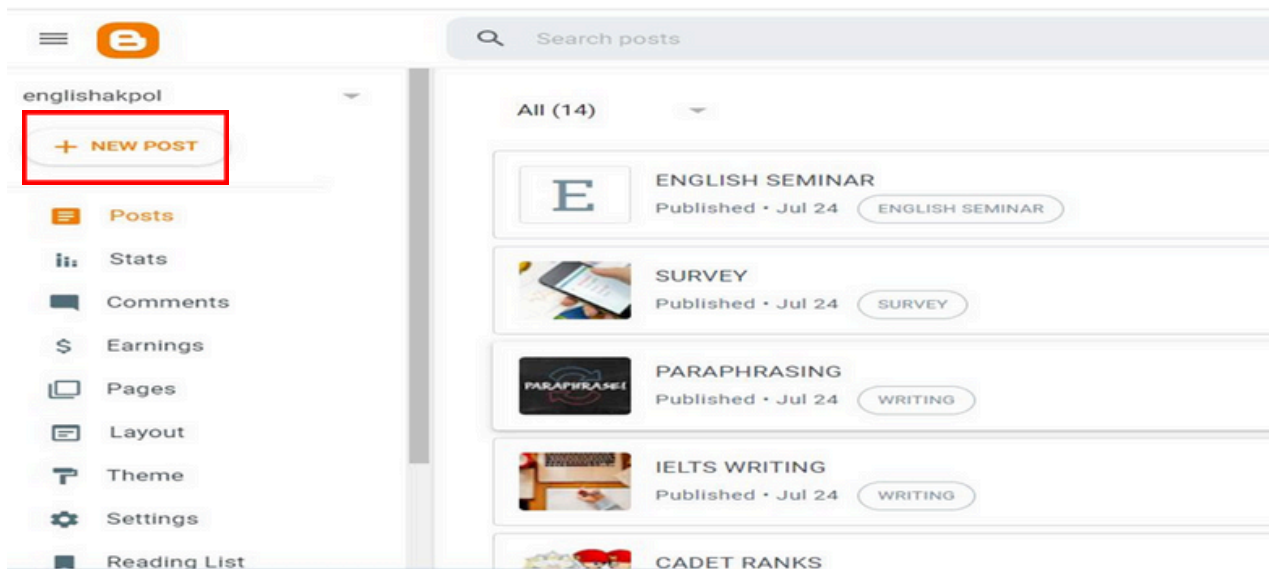 Search posts
englishakpol
All (14)
+ NEW POST
Posts
Stats
Comments
$ Earnings
Pages
Layout
Theme
Settings
Reading List
E
ENGLISH SEMINAR
Published • Jul 24 ENGLISH SEMINAR
SURVEY
Published • Jul 24 SURVEY
PARAPHRASE!
PARAPHRASING
Published • Jul 24 WRITING
IELTS WRITING
Published • Jul 24 WRITING
CADET RANKS